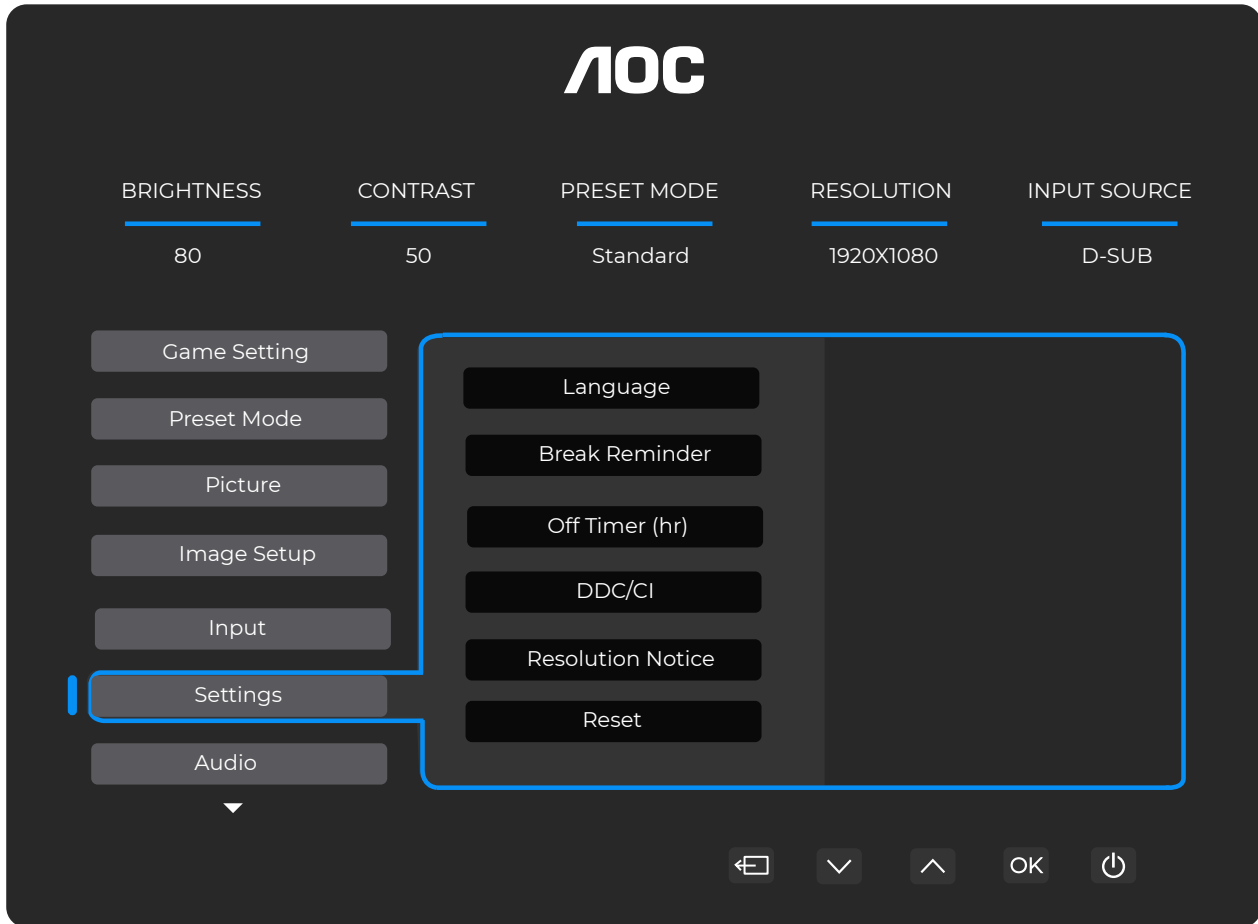 AOC
BRIGHTNESS CONTRAST PRESET MODE RESOLUTION INPUT SOURCE
80 50 Standard 1920X1080 D-SUB
Game Setting
Preset Mode
Picture
Image Setup
Input
Settings
Audio
Language
Break Reminder
Off Timer (hr)
DDC/CI
Resolution Notice
Reset
OK